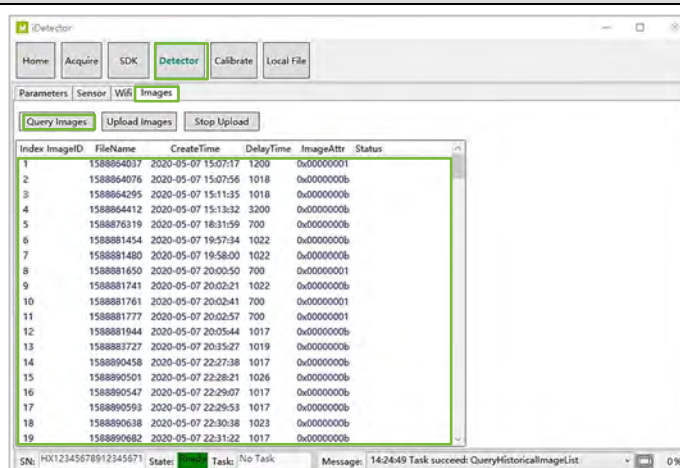 iDetector
Home Acquire SDK Detector Calibrate Local File
Parameters Sensor Wifi Images
Query Images Upload Images Stop Upload
Index ImageID FileName CreateTime DelayTime ImageAttr Status
1 1588864037 2020-05-07 15:07:17 1200 0x00000001
2 1588864076 2020-05-07 15:07:56 1018 0x0000000b
3 1588864295 2020-05-07 15:11:35 1018 0x0000000b
4 1588864412 2020-05-07 15:13:32 3200 0x0000000b
5 1588876319 2020-05-07 18:31:59 700 0x0000000b
6 1588881454 2020-05-07 19:57:34 1022 0x0000000b
7 1588881480 2020-05-07 19:58:00 1022 0x0000000b
8 1588881650 2020-05-07 20:00:50 700 0x00000001
9 1588881741 2020-05-07 20:02:21 1022 0x0000000b
10 1588881761 2020-05-07 20:02:41 700 0x00000001
11 1588881777 2020-05-07 20:02:57 700 0x00000001
12 1588881944 2020-05-07 20:05:44 1017 0x0000000b
13 1588883727 2020-05-07 20:35:27 1019 0x0000000b
14 1588890458 2020-05-07 22:27:38 1017 0x0000000b
15 1588890501 2020-05-07 22:28:21 1026 0x0000000b
16 1588890547 2020-05-07 22:29:07 1017 0x0000000b
17 1588890593 2020-05-07 22:29:53 1017 0x0000000b
18 1588890638 2020-05-07 22:30:38 1023 0x0000000b
19 1588890682 2020-05-07 22:31:22 1017 0x0000000b
SN: HX12345678912345671 State: Ready Task: No Task Message: 14:24:49 Task succeed: QueryHistoricalImageList 0%